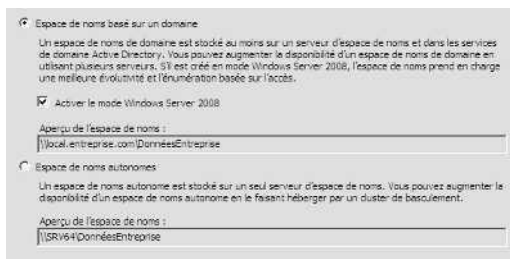 Espace de noms basé sur un domaine
Un espace de noms de domaine est stocké au moins sur un serveur d'espace de noms et dans les services
de domaine Active Directory. Vous pouvez augmenter la disponibilité d'un espace de noms de domaine en
utilisant plusieurs serveurs. S'il est créé en mode Windows Server 2008, l'espace de noms prend en charge
une meilleure évolutivité et l'énumération basée sur l'accès.
Activer le mode Windows Server 2008
Aperçu de l'espace de noms :
\\local.entreprise.com\DonnéesEntreprise
Espace de noms autonomes
Un espace de noms autonome est stocké sur un seul serveur d'espace de noms. Vous pouvez augmenter la
disponibilité d'un espace de noms autonome en le faisant héberger par un cluster de basculement.
Aperçu de l'espace de noms :
\\SRV64\DonnéesEntreprise